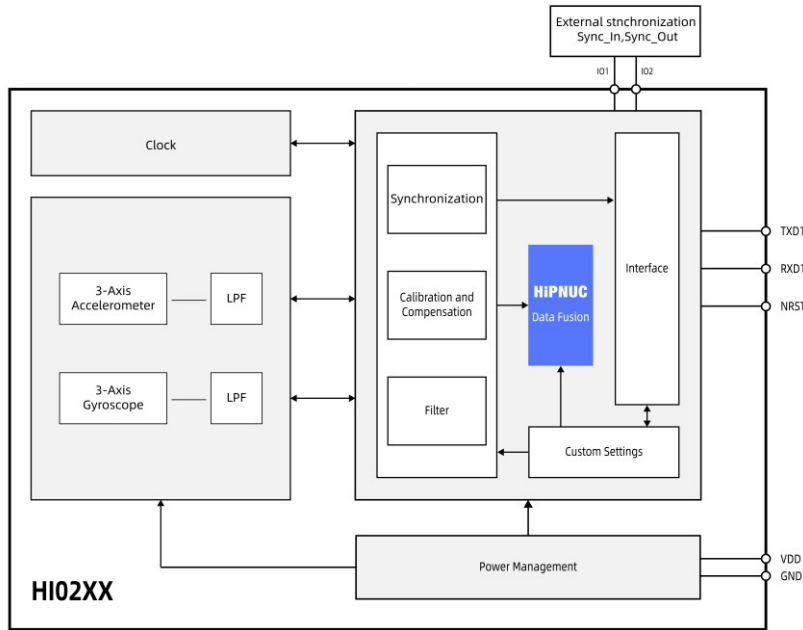 External stnchronization
Sync_In,Sync_Out
IO1
IO2
Clock
Synchronization
TXD1
3-Axis
Accelerometer
LPF
Calibration and
Compensation
HiPNUC
Data Fusion
Interface
RXD1
NRST
3-Axis
Gyroscope
LPF
Filter
Custom Settings
Power Management
VDD
GND
HI02XX